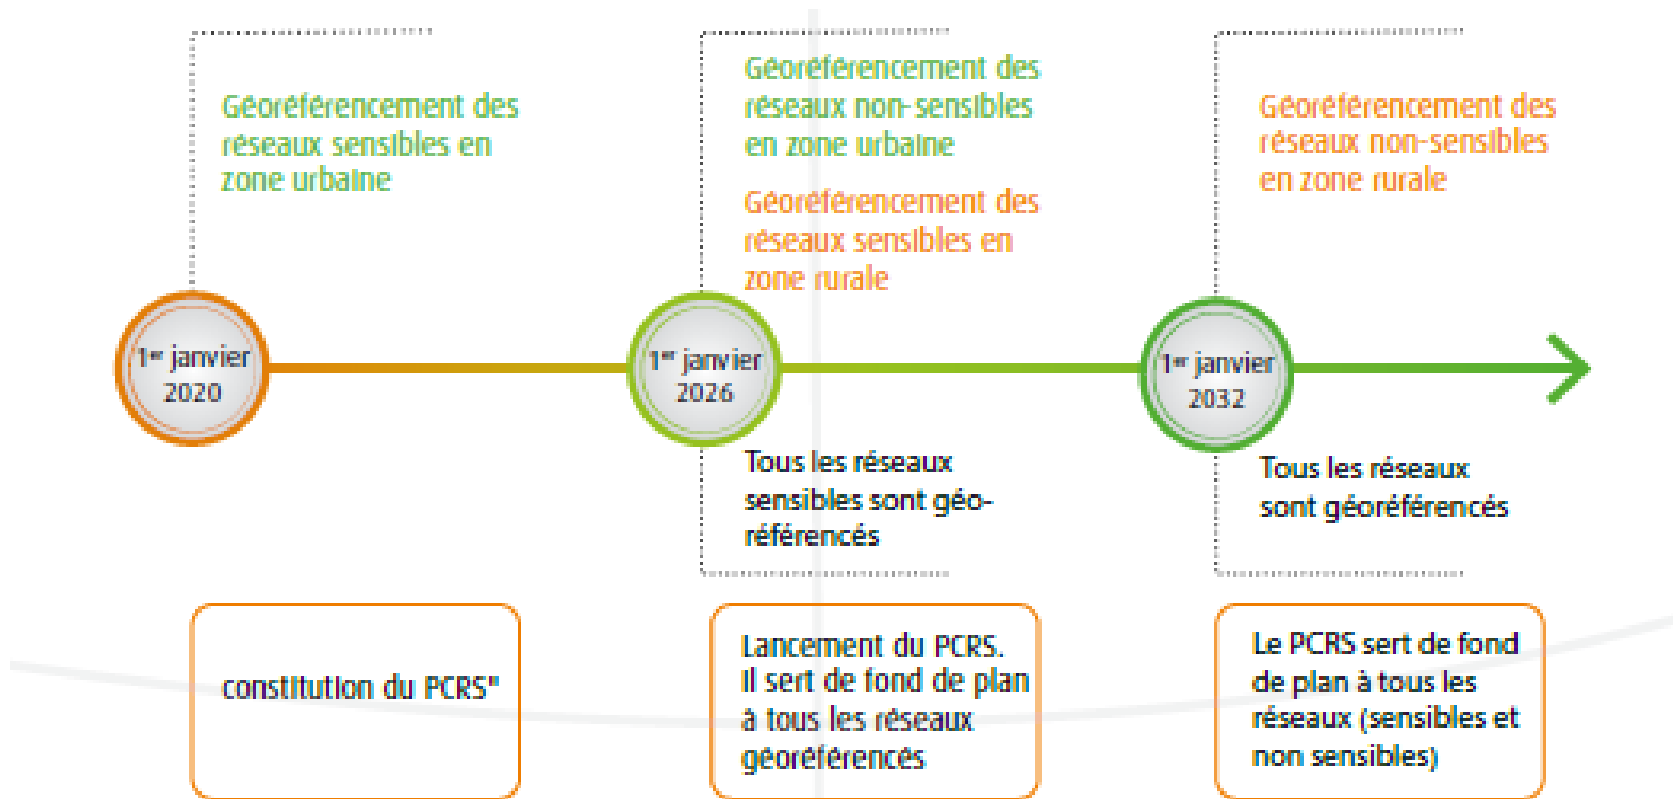 Géoréférencement des
réseaux sensibles en
zone urbaine
Géoréférencement des
réseaux non-sensibles
en zone urbaine
Géoréférencement des
réseaux sensibles en
zone rurale
Géoréférencement des
réseaux non-sensibles
en zone rurale
1er janvier
2020
1er janvier
2026
1er janvier
2032
Tous les réseaux
sensibles sont géo-
référencés
Tous les réseaux
sont géoréférencés
constitution du PCRS"
Lancement du PCRS.
Il sert de fond de plan
à tous les réseaux
géoréférencés
Le PCRS sert de fond
de plan à tous les
réseaux (sensibles et
non sensibles)